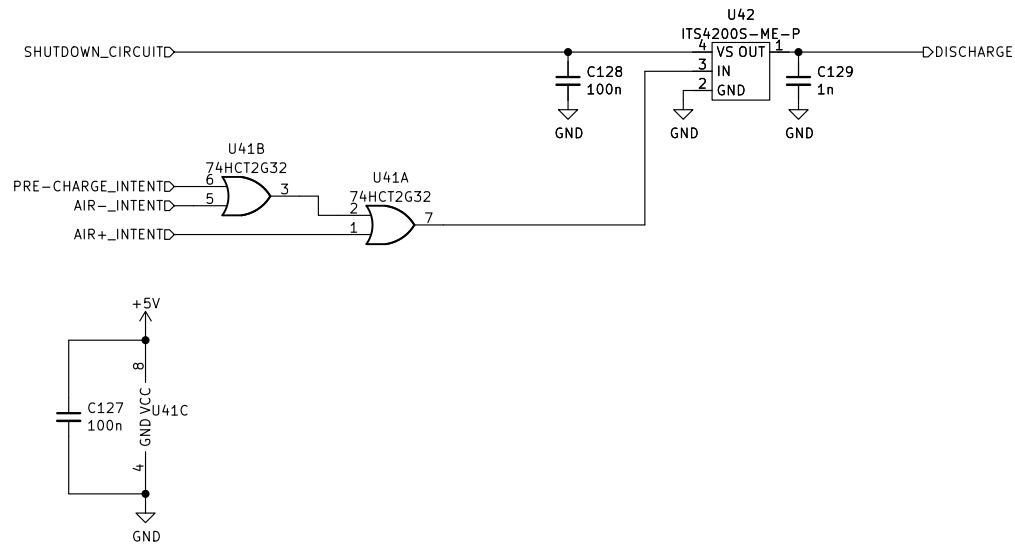 U42
ITS4200S-ME-P
SHUTDOWN_CIRCUIT
4 VS OUT 1
DISCHARGE
3 IN
2 GND
C128
100n
C129
1n
GND
GND
GND
U41B
74HCT2G32
U41A
74HCT2G32
PRE-CHARGE_INTENT
6
3
AIR-_INTENT
5
2
7
AIR+_INTENT
1
+5V
8
VCC
C127
100n
U41C
GND
4
GND